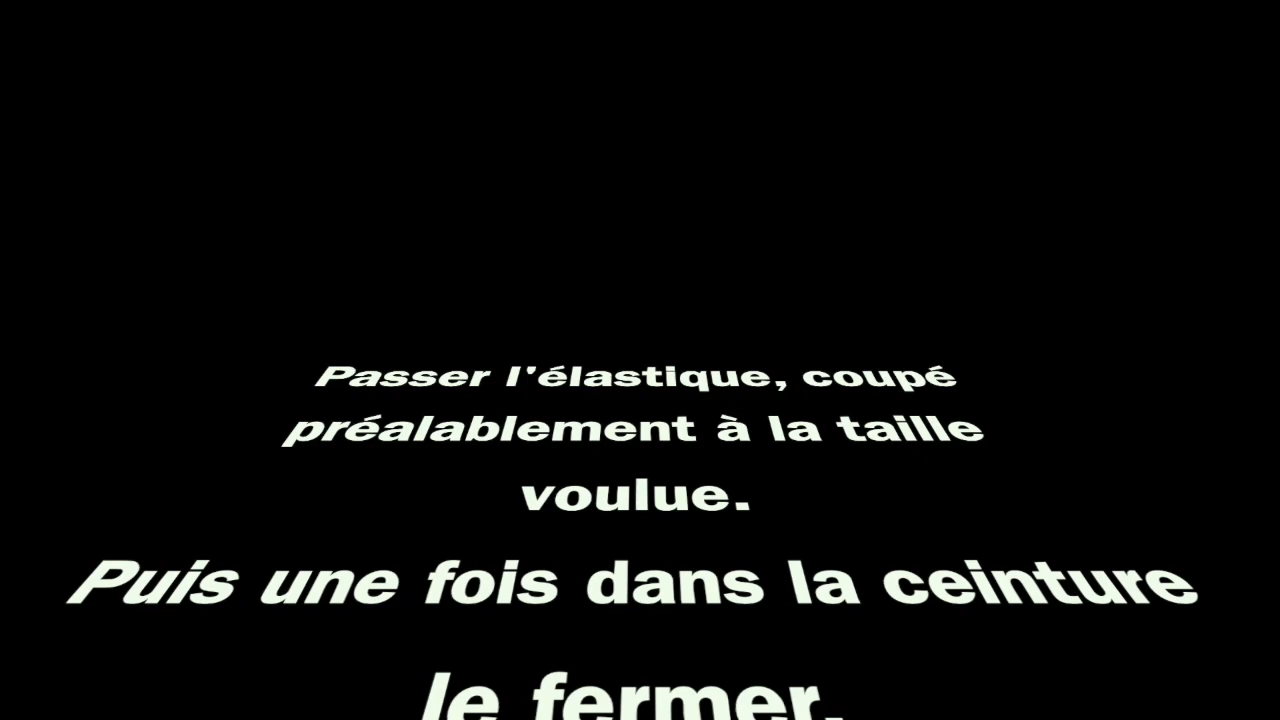 Passer l'élastique, coupé
préalablement à la taille
voulue.
Puis une fois dans la ceinture
le fermer.